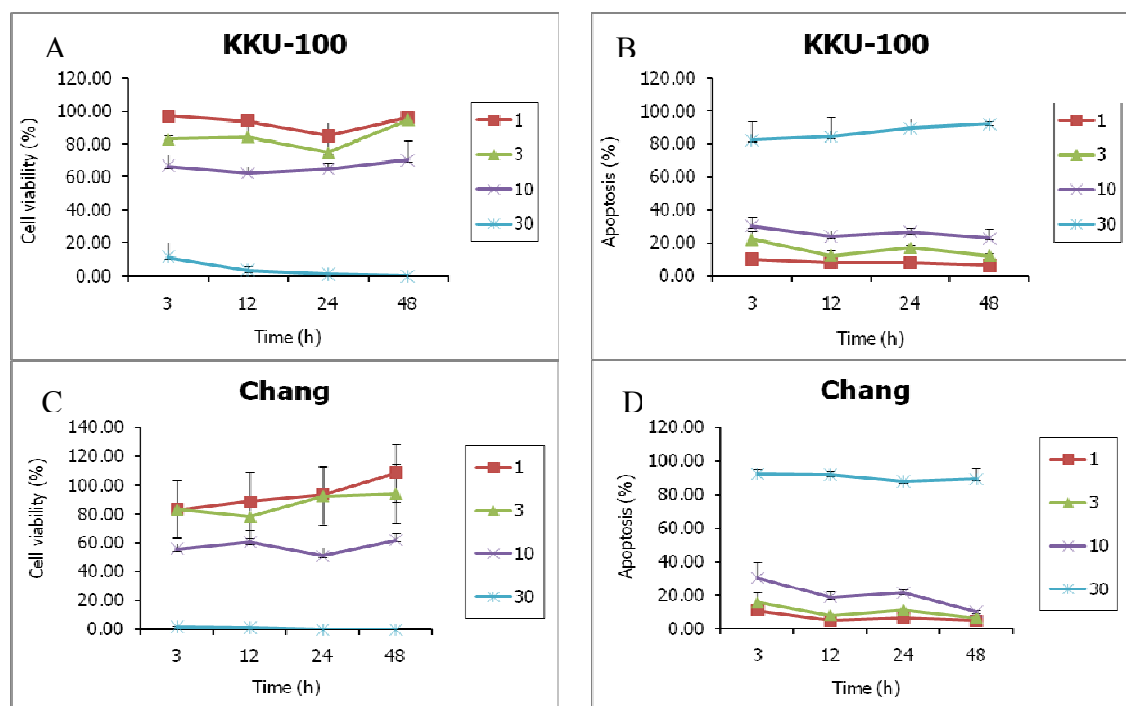 A
KKU-100
120.00
100.00
80.00
60.00
40.00
20.00
0.00
Cell viability (%)
3 12 24 48
Time (h)
1
3
10
30
B
KKU-100
120.00
100.00
80.00
60.00
40.00
20.00
0.00
Apoptosis (%)
3 12 24 48
Time (h)
1
3
10
30
C
Chang
140.00
120.00
100.00
80.00
60.00
40.00
20.00
0.00
Cell viability (%)
3 12 24 48
Time (h)
1
3
10
30
D
Chang
120.00
100.00
80.00
60.00
40.00
20.00
0.00
Apoptosis (%)
3 12 24 48
Time (h)
1
3
10
30